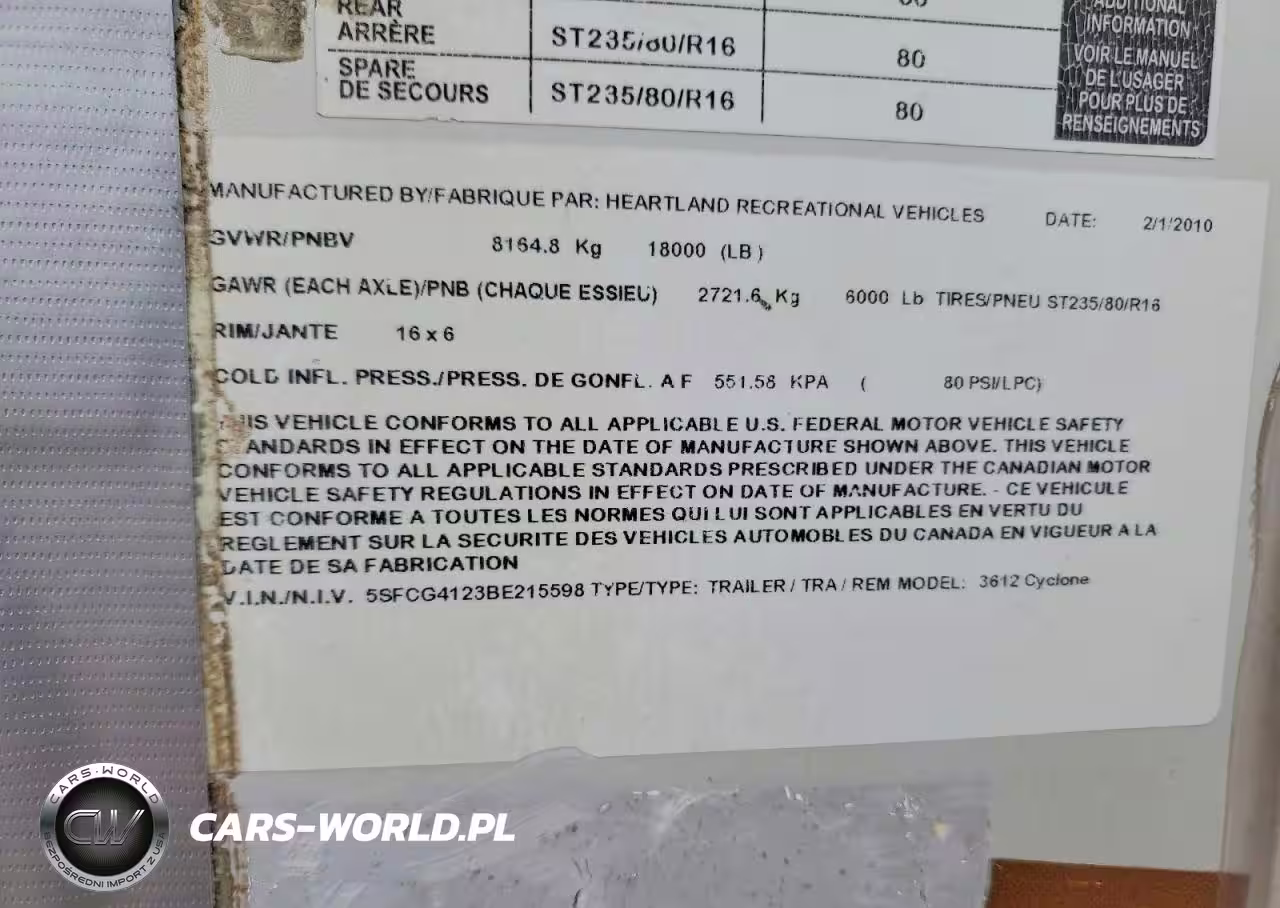 REAR
ARRÈRE ST235/80/R16 80
SPARE
DE SECOURS ST235/80/R16 80
ADDITIONAL
INFORMATION
VOIR LE MANUEL
DE L'USAGER
POUR PLUS DE
RENSEIGNEMENTS
MANUFACTURED BY/FABRIQUE PAR: HEARTLAND RECREATIONAL VEHICLES DATE: 2/1/2010
GVWR/PNBV 8164.8 Kg 18000 (LB)
GAWR (EACH AXLE)/PNB (CHAQUE ESSIEU) 2721.6 Kg 6000 Lb TIRES/PNEU ST235/80/R16
RIM/JANTE 16 x 6
COLD INFL. PRESS./PRESS. DE GONFL. A F 551.58 KPA ( 80 PSI/LPC)
THIS VEHICLE CONFORMS TO ALL APPLICABLE U.S. FEDERAL MOTOR VEHICLE SAFETY
STANDARDS IN EFFECT ON THE DATE OF MANUFACTURE SHOWN ABOVE. THIS VEHICLE
CONFORMS TO ALL APPLICABLE STANDARDS PRESCRIBED UNDER THE CANADIAN MOTOR
VEHICLE SAFETY REGULATIONS IN EFFECT ON DATE OF MANUFACTURE. - CE VEHICULE
EST CONFORME A TOUTES LES NORMES QUI LUI SONT APPLICABLES EN VERTU DU
REGLEMENT SUR LA SECURITE DES VEHICLES AUTOMOBLES DU CANADA EN VIGUEUR A LA
DATE DE SA FABRICATION
V.I.N./N.I.V. 5SFCG4123BE215598 TYPE/TYPE: TRAILER / TRA / REM MODEL: 3612 Cyclone
CARS-WORLD
CW
BEZPOŚREDNI IMPORT Z USA
CARS-WORLD.PL